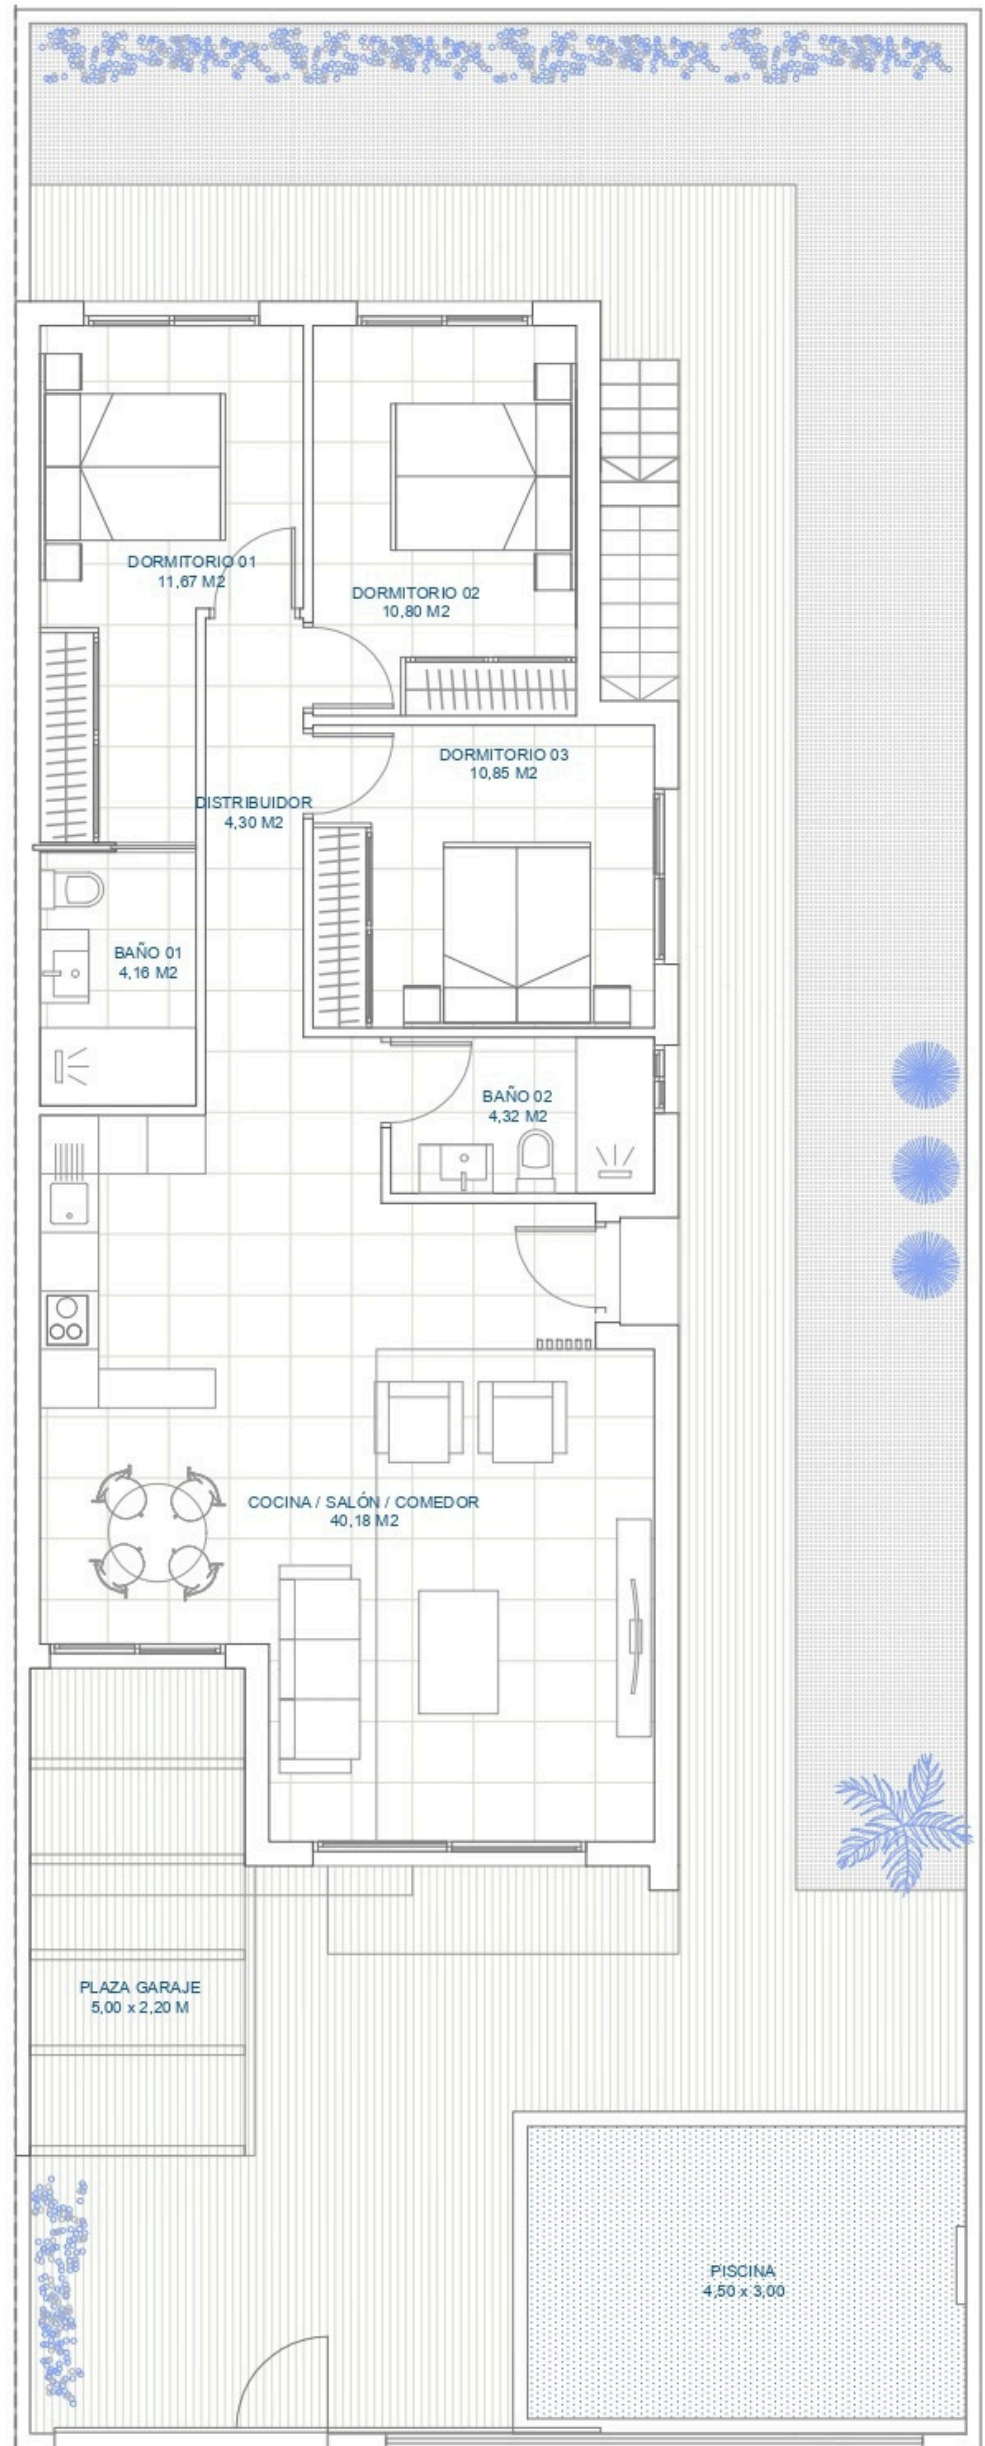 DORMITORIO 01
11,67 M2
DORMITORIO 02
10,80 M2
DORMITORIO 03
10,85 M2
DISTRIBUIDOR
4,30 M2
BAÑO 01
4,16 M2
BAÑO 02
4,32 M2
COCINA / SALÓN / COMEDOR
40,18 M2
PLAZA GARAJE
5,00 x 2,20 M
PISCINA
4,50 x 3,00